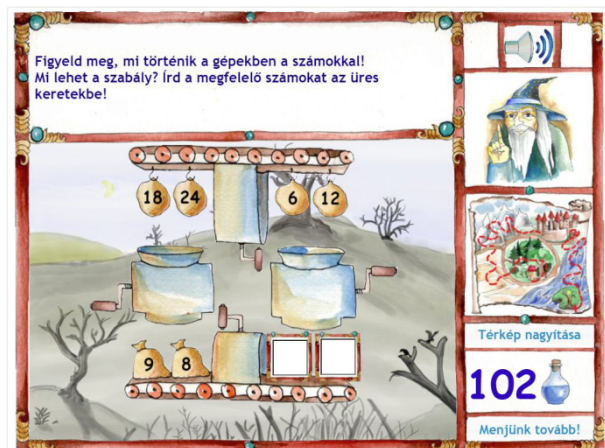 Figyeld meg, mi történik a gépekben a számokkal!
Mi lehet a szabály? Írd a megfelelő számokat az üres
keretekbe!
18 24 6 12
9 8
Térkép nagyítása
102
Menjünk tovább!